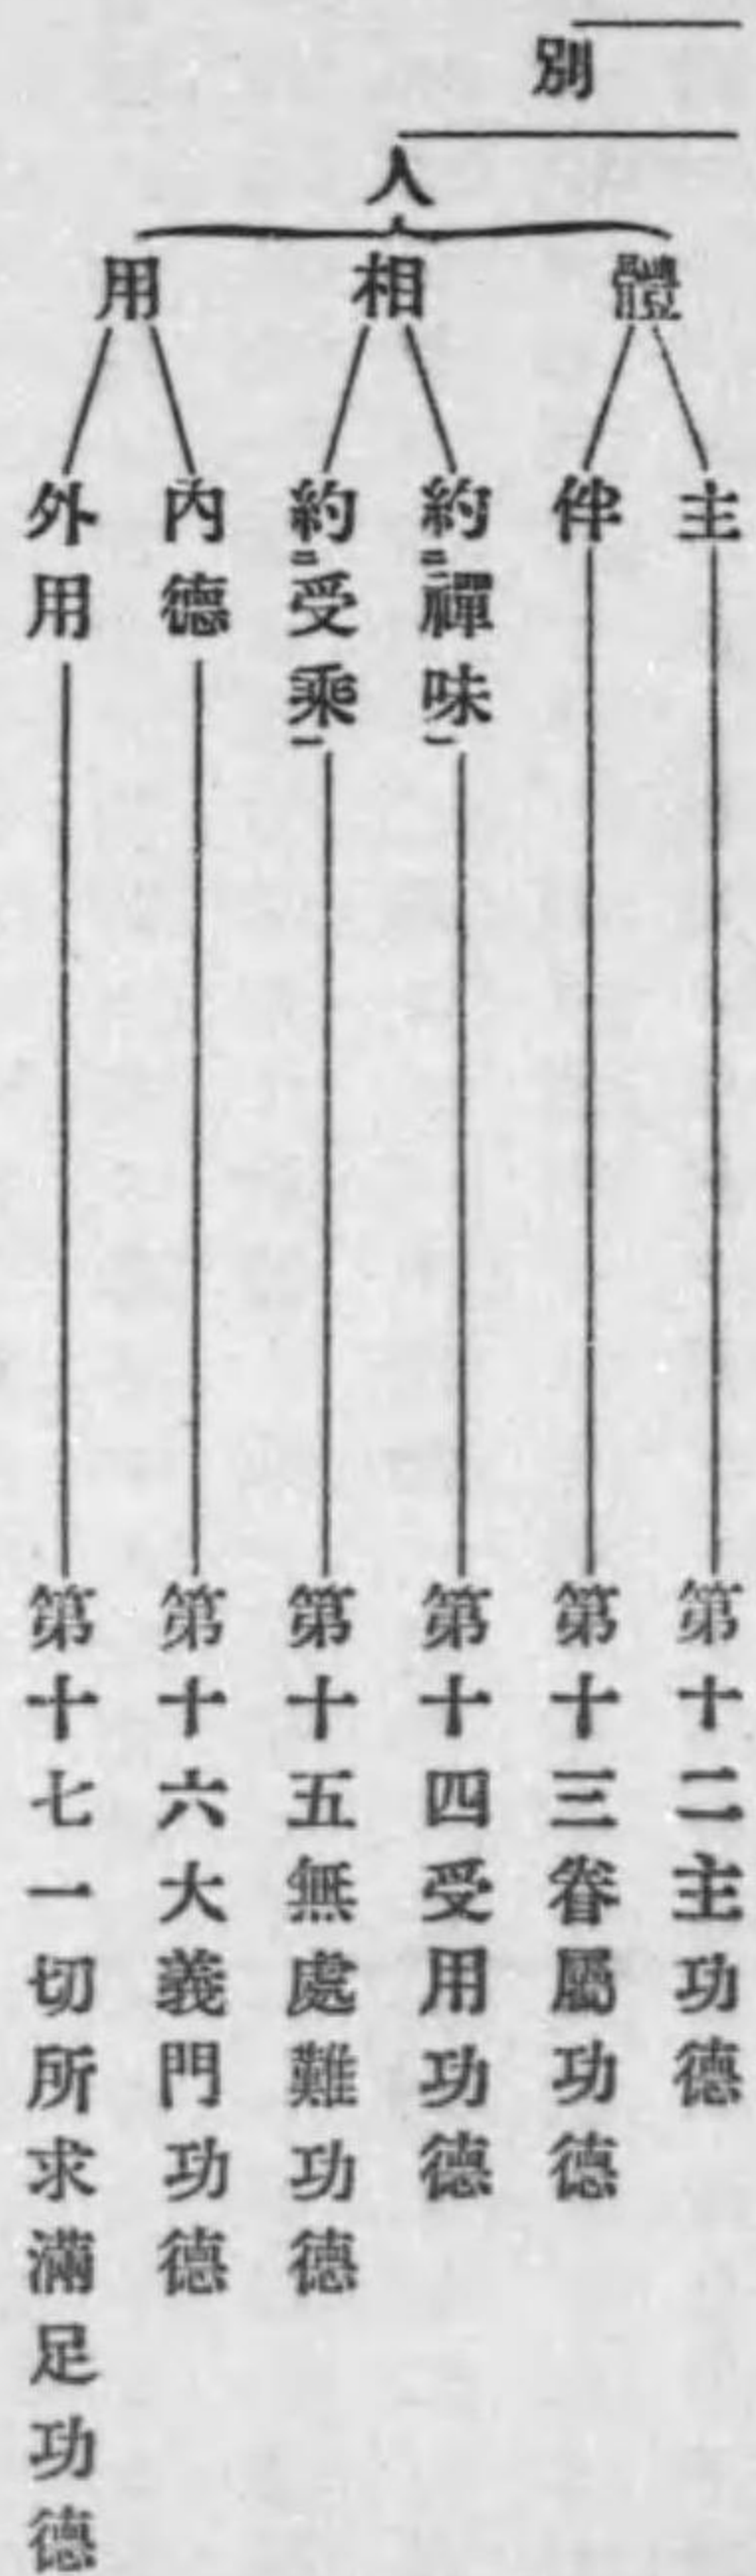 別
人
體
主
第十二主功德
伴
第十三眷屬功德
相
約禪味
第十四受用功德
約受乘
第十五無處難功德
用
內德
第十六大義門功德
外用
第十七一切所求滿足功德